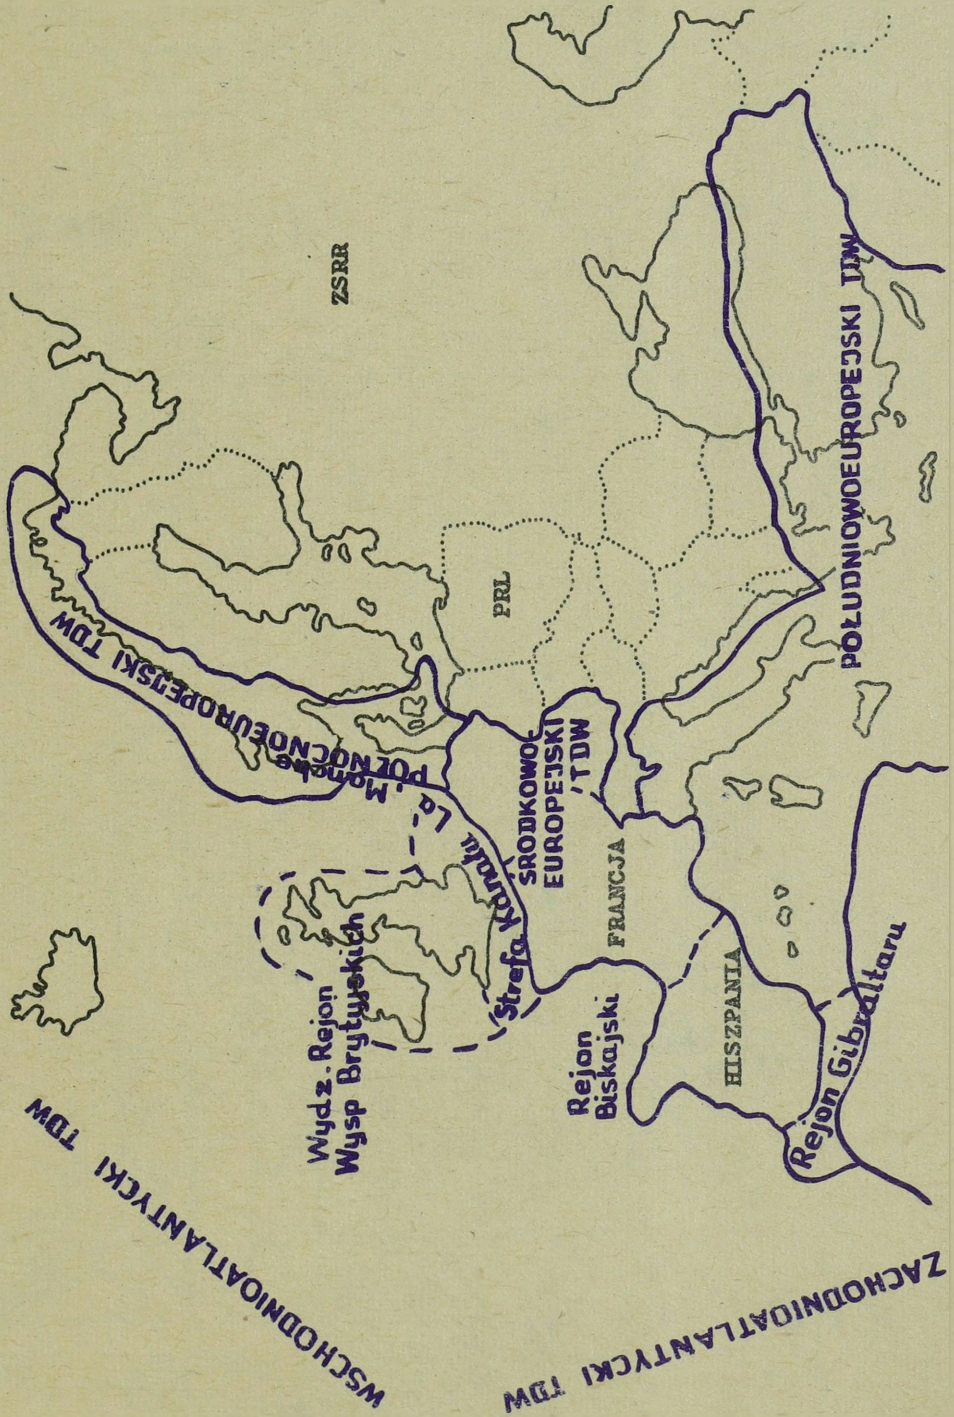 WSCHODNIOATLANTYCKI TDW
PÓŁNOCNOEUROPEJSKI TDW
ZSRR
Wydz. Rejon
Wysp Brytyjskich
Strefa Kanału La Manche
PRL
ŚRODKOWO-
EUROPEJSKI
TDW
FRANCJA
Rejon
Biskajski
HISZPANIA
POŁUDNIOWOEUROPEJSKI TDW
Rejon Gibraltaru
ZACHODNIOATLANTYCKI TDW